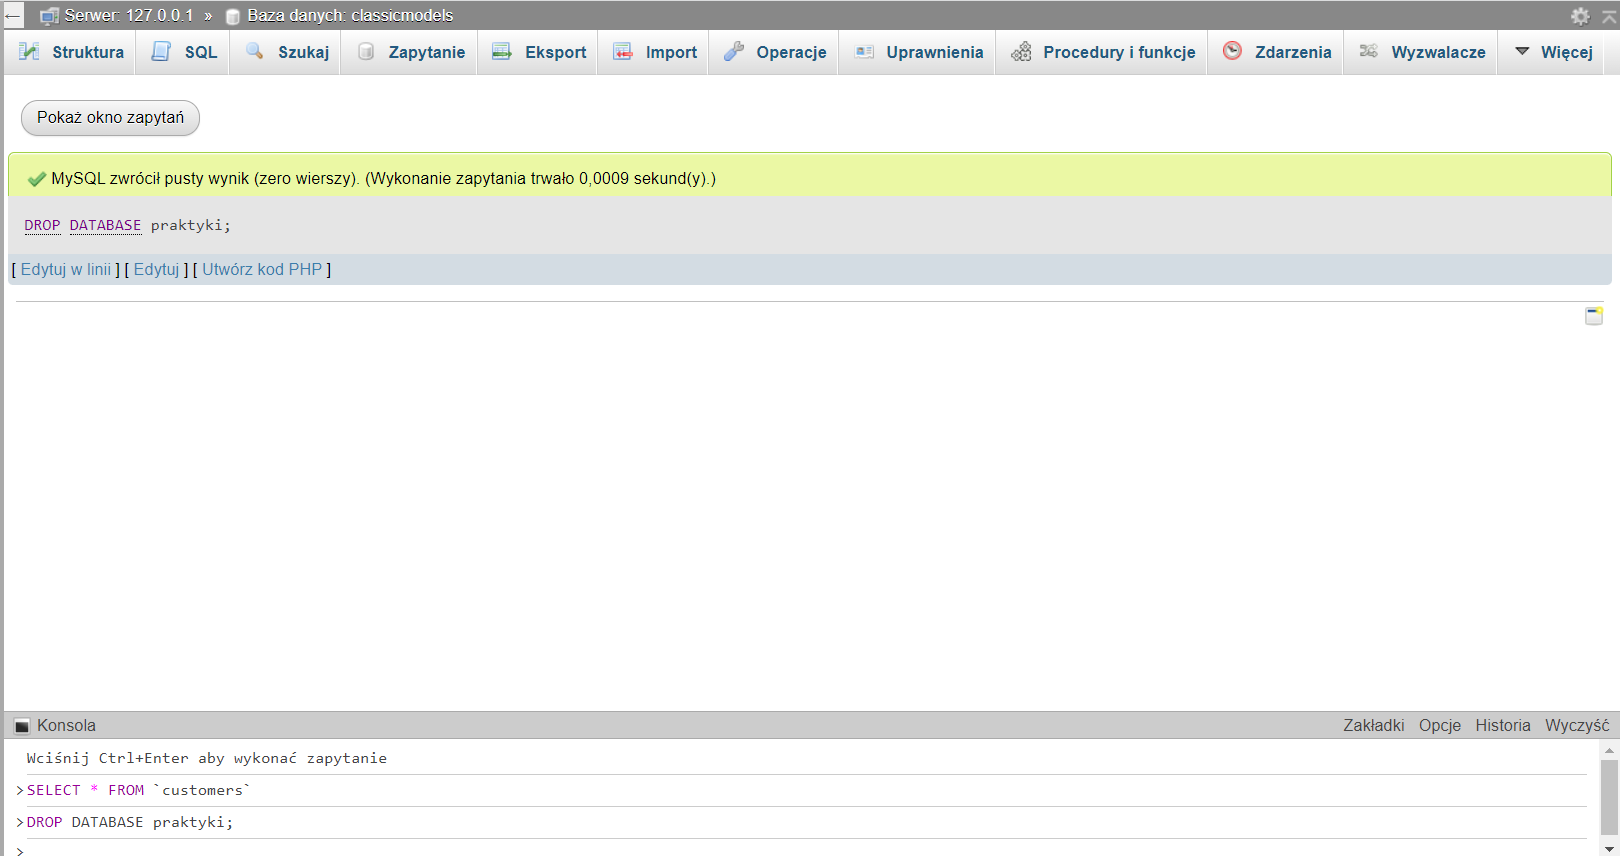 ← Serwer: 127.0.0.1 » Baza danych: classicmodels
Struktura SQL Szukaj Zapytanie Eksport Import Operacje Uprawnienia Procedury i funkcje Zdarzenia Wyzwalacze Więcej
Pokaż okno zapytań
MySQL zwrócił pusty wynik (zero wierszy). (Wykonanie zapytania trwało 0,0009 sekund(y).)
DROP DATABASE praktyki;
[ Edytuj w linii ] [ Edytuj ] [ Utwórz kod PHP ]
Konsola Zakładki Opcje Historia Wyczyść
Wciśnij Ctrl+Enter aby wykonać zapytanie
>SELECT * FROM `customers`
>DROP DATABASE praktyki;
>